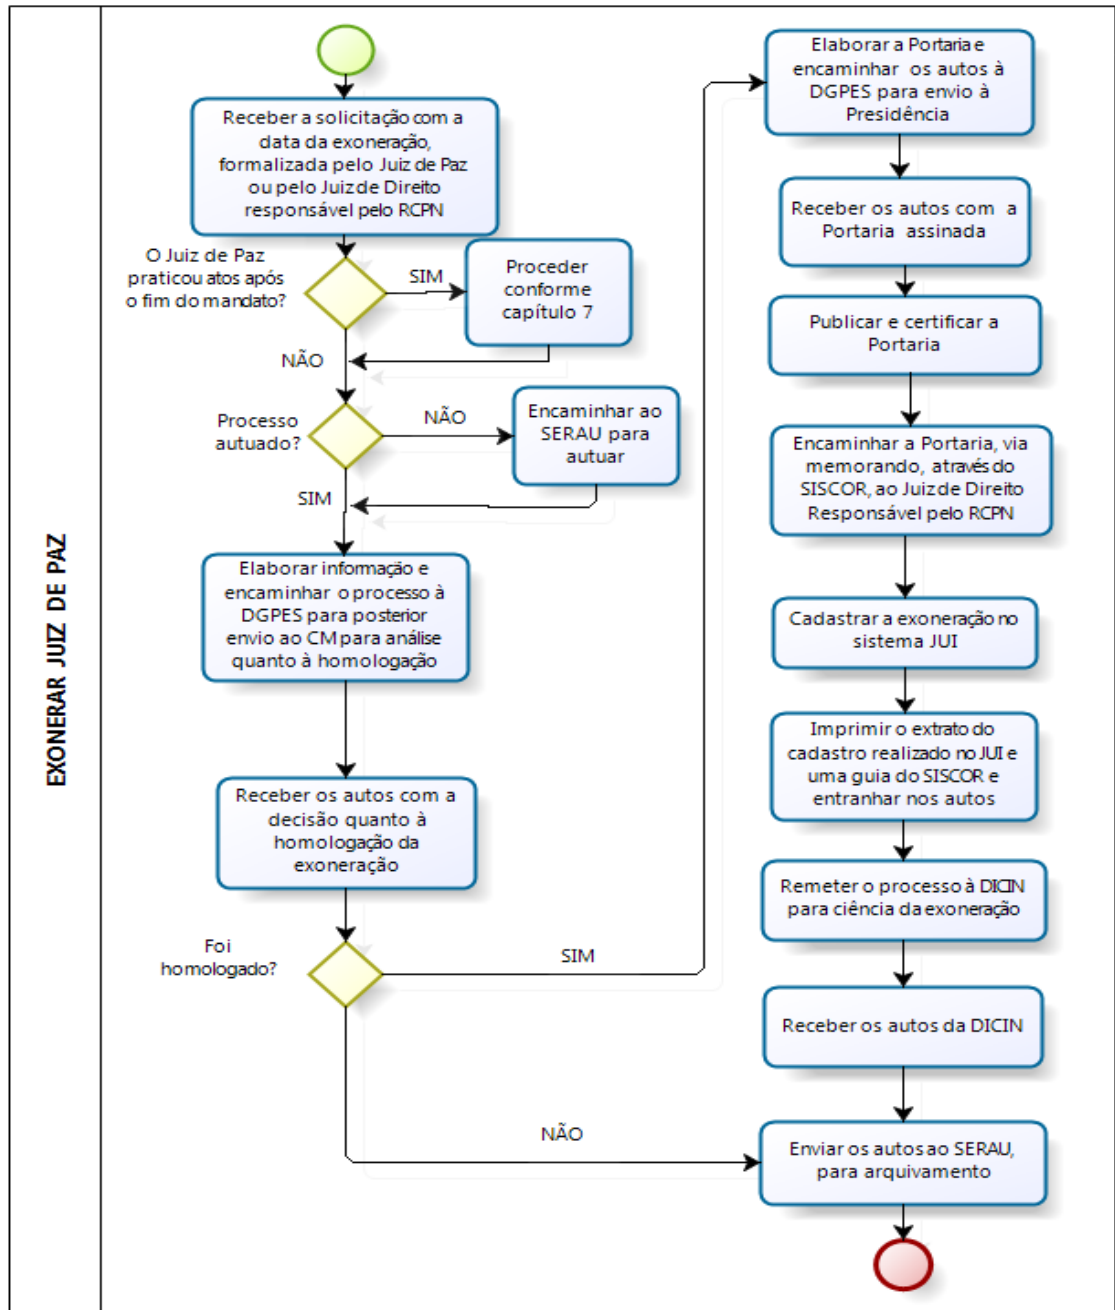 EXONERAR JUIZ DE PAZ
Receber a solicitação com a
data da exoneração,
formalizada pelo Juiz de Paz
ou pelo Juiz de Direito
responsável pelo RCPN
O Juiz de Paz
praticou atos após
o fim do mandato?
SIM
Proceder
conforme
capítulo 7
NÃO
Processo
autuado?
NÃO
Encaminhar ao
SERAU para
autuar
SIM
Elaborar informação e
encaminhar o processo à
DGPES para posterior
envio ao CM para análise
quanto à homologação
Receber os autos com a
decisão quanto à
homologação da
exoneração
Foi
homologado?
SIM
NÃO
Elaborar a Portaria e
encaminhar os autos à
DGPES para envio à
Presidência
Receber os autos com a
Portaria assinada
Publicar e certificar a
Portaria
Encaminhar a Portaria, via
memorando, através do
SISCOR, ao Juiz de Direito
Responsável pelo RCPN
Cadastrar a exoneração no
sistema JUI
Imprimir o extrato do
cadastro realizado no JUI e
uma guia do SISCOR e
entranhar nos autos
Remeter o processo à DICIN
para ciência da exoneração
Receber os autos da DICIN
Enviar os autos ao SERAU,
para arquivamento